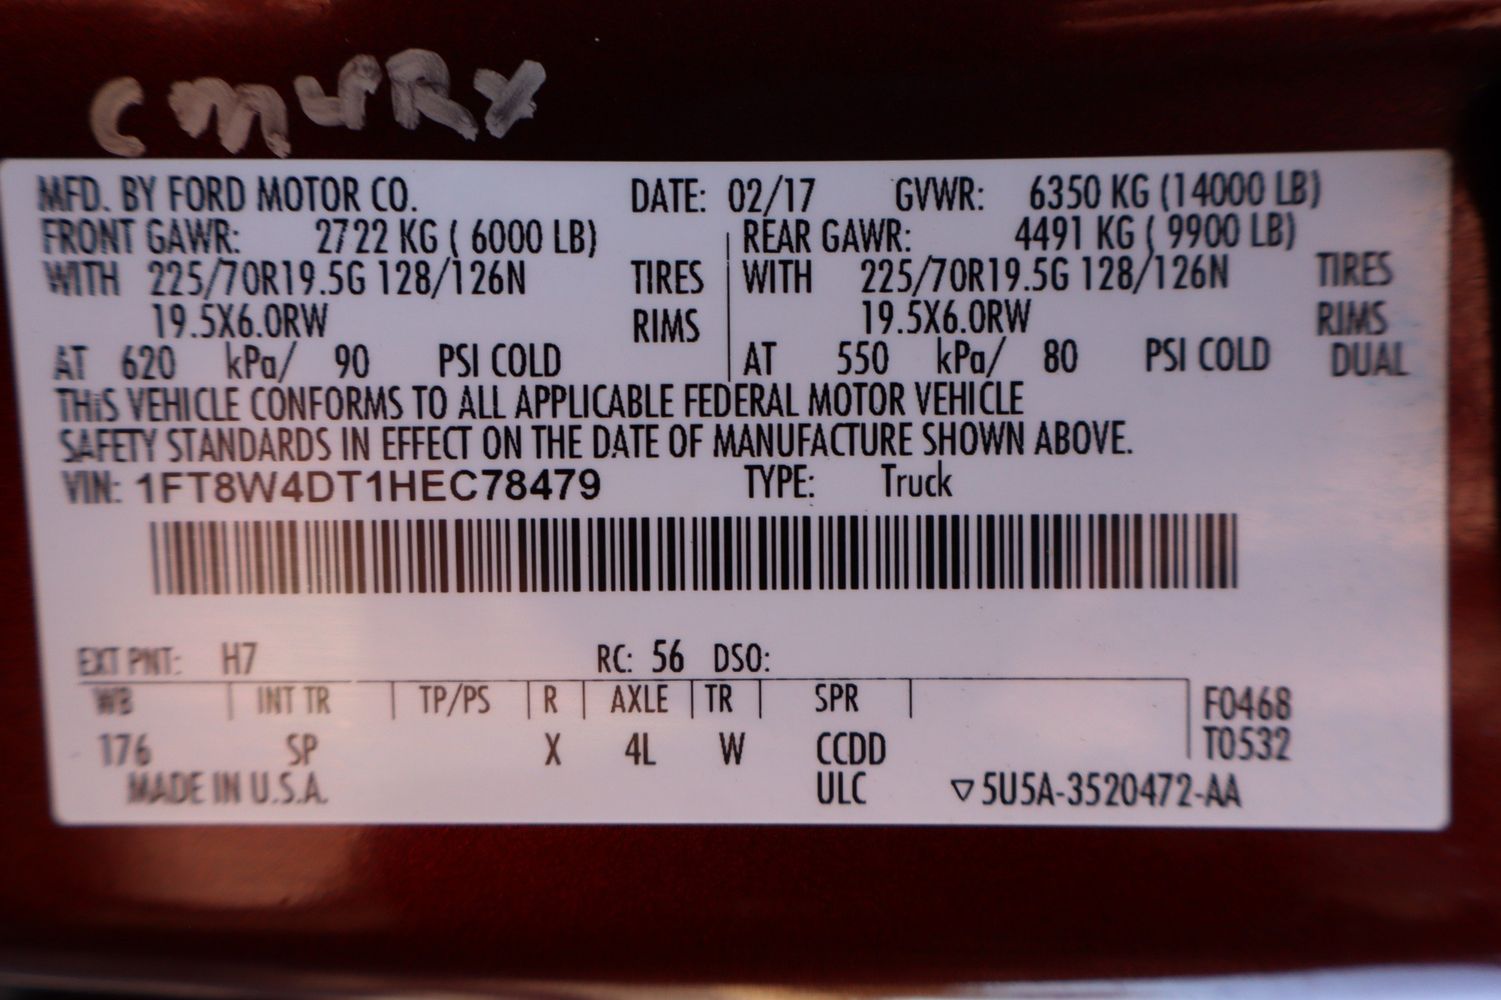 CM4RX
MFD. BY FORD MOTOR CO. DATE: 02/17 GVWR: 6350 KG (14000 LB)
FRONT GAWR: 2722 KG ( 6000 LB) REAR GAWR: 4491 KG ( 9900 LB)
WITH 225/70R19.5G 128/126N TIRES WITH 225/70R19.5G 128/126N TIRES
19.5X6.0RW RIMS 19.5X6.0RW RIMS
AT 620 kPa/ 90 PSI COLD AT 550 kPa/ 80 PSI COLD DUAL
THIS VEHICLE CONFORMS TO ALL APPLICABLE FEDERAL MOTOR VEHICLE
SAFETY STANDARDS IN EFFECT ON THE DATE OF MANUFACTURE SHOWN ABOVE.
VIN: 1FT8W4DT1HEC78479 TYPE: Truck
EXT PNT: H7 RC: 56 DSO:
WB INT TR TP/PS R AXLE TR SPR F0468
176 SP X 4L W CCDD T0532
MADE IN U.S.A. ULC ▽5U5A-3520472-AA